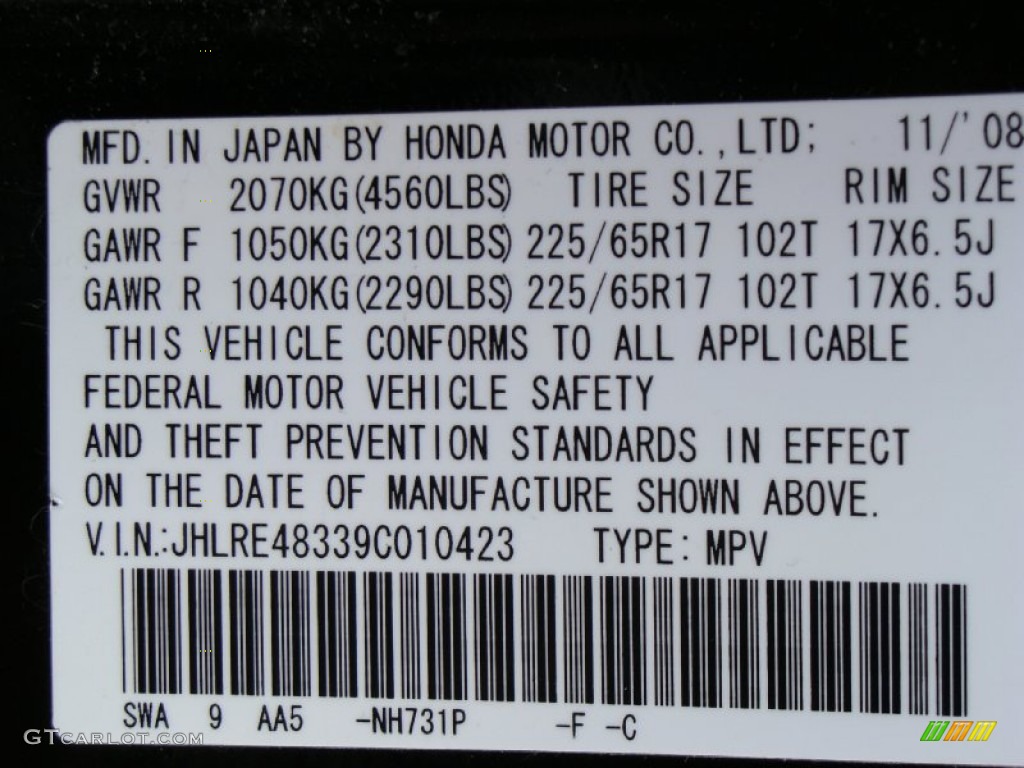 MFD. IN JAPAN BY HONDA MOTOR CO.,LTD; 11/'08
GVWR 2070KG(4560LBS) TIRE SIZE RIM SIZE
GAWR F 1050KG(2310LBS) 225/65R17 102T 17X6.5J
GAWR R 1040KG(2290LBS) 225/65R17 102T 17X6.5J
THIS VEHICLE CONFORMS TO ALL APPLICABLE
FEDERAL MOTOR VEHICLE SAFETY
AND THEFT PREVENTION STANDARDS IN EFFECT
ON THE DATE OF MANUFACTURE SHOWN ABOVE.
V.I.N.:JHLRE48339C010423 TYPE: MPV
SWA 9 AA5 -NH731P -F -C
GTCARLOT.COM